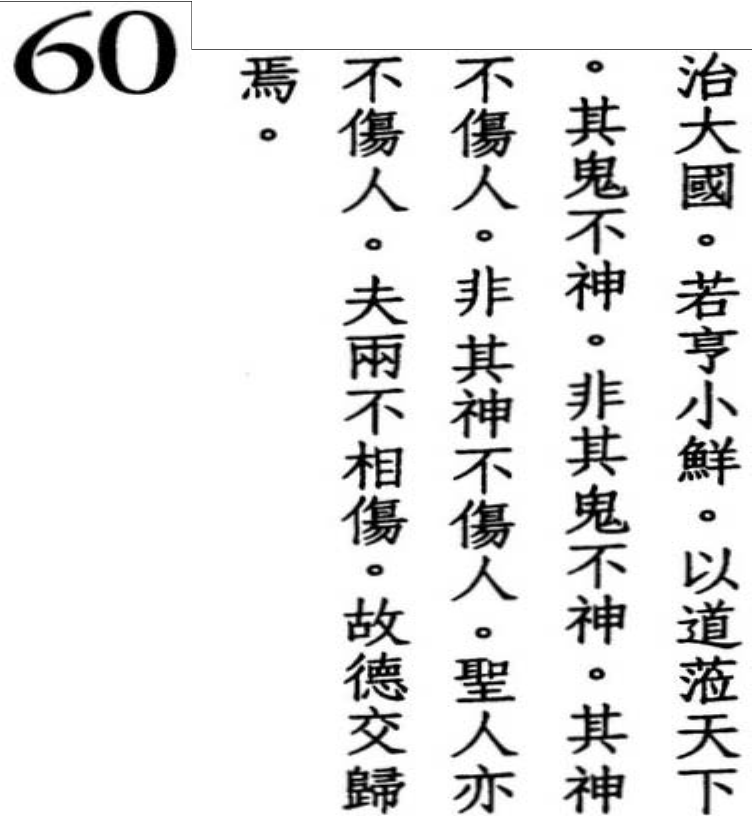 60
治大國。若亨小鮮。以道蒞天下
。其鬼不神。非其鬼不神。其神
不傷人。非其神不傷人。聖人亦
不傷人。夫兩不相傷。故德交歸
焉。